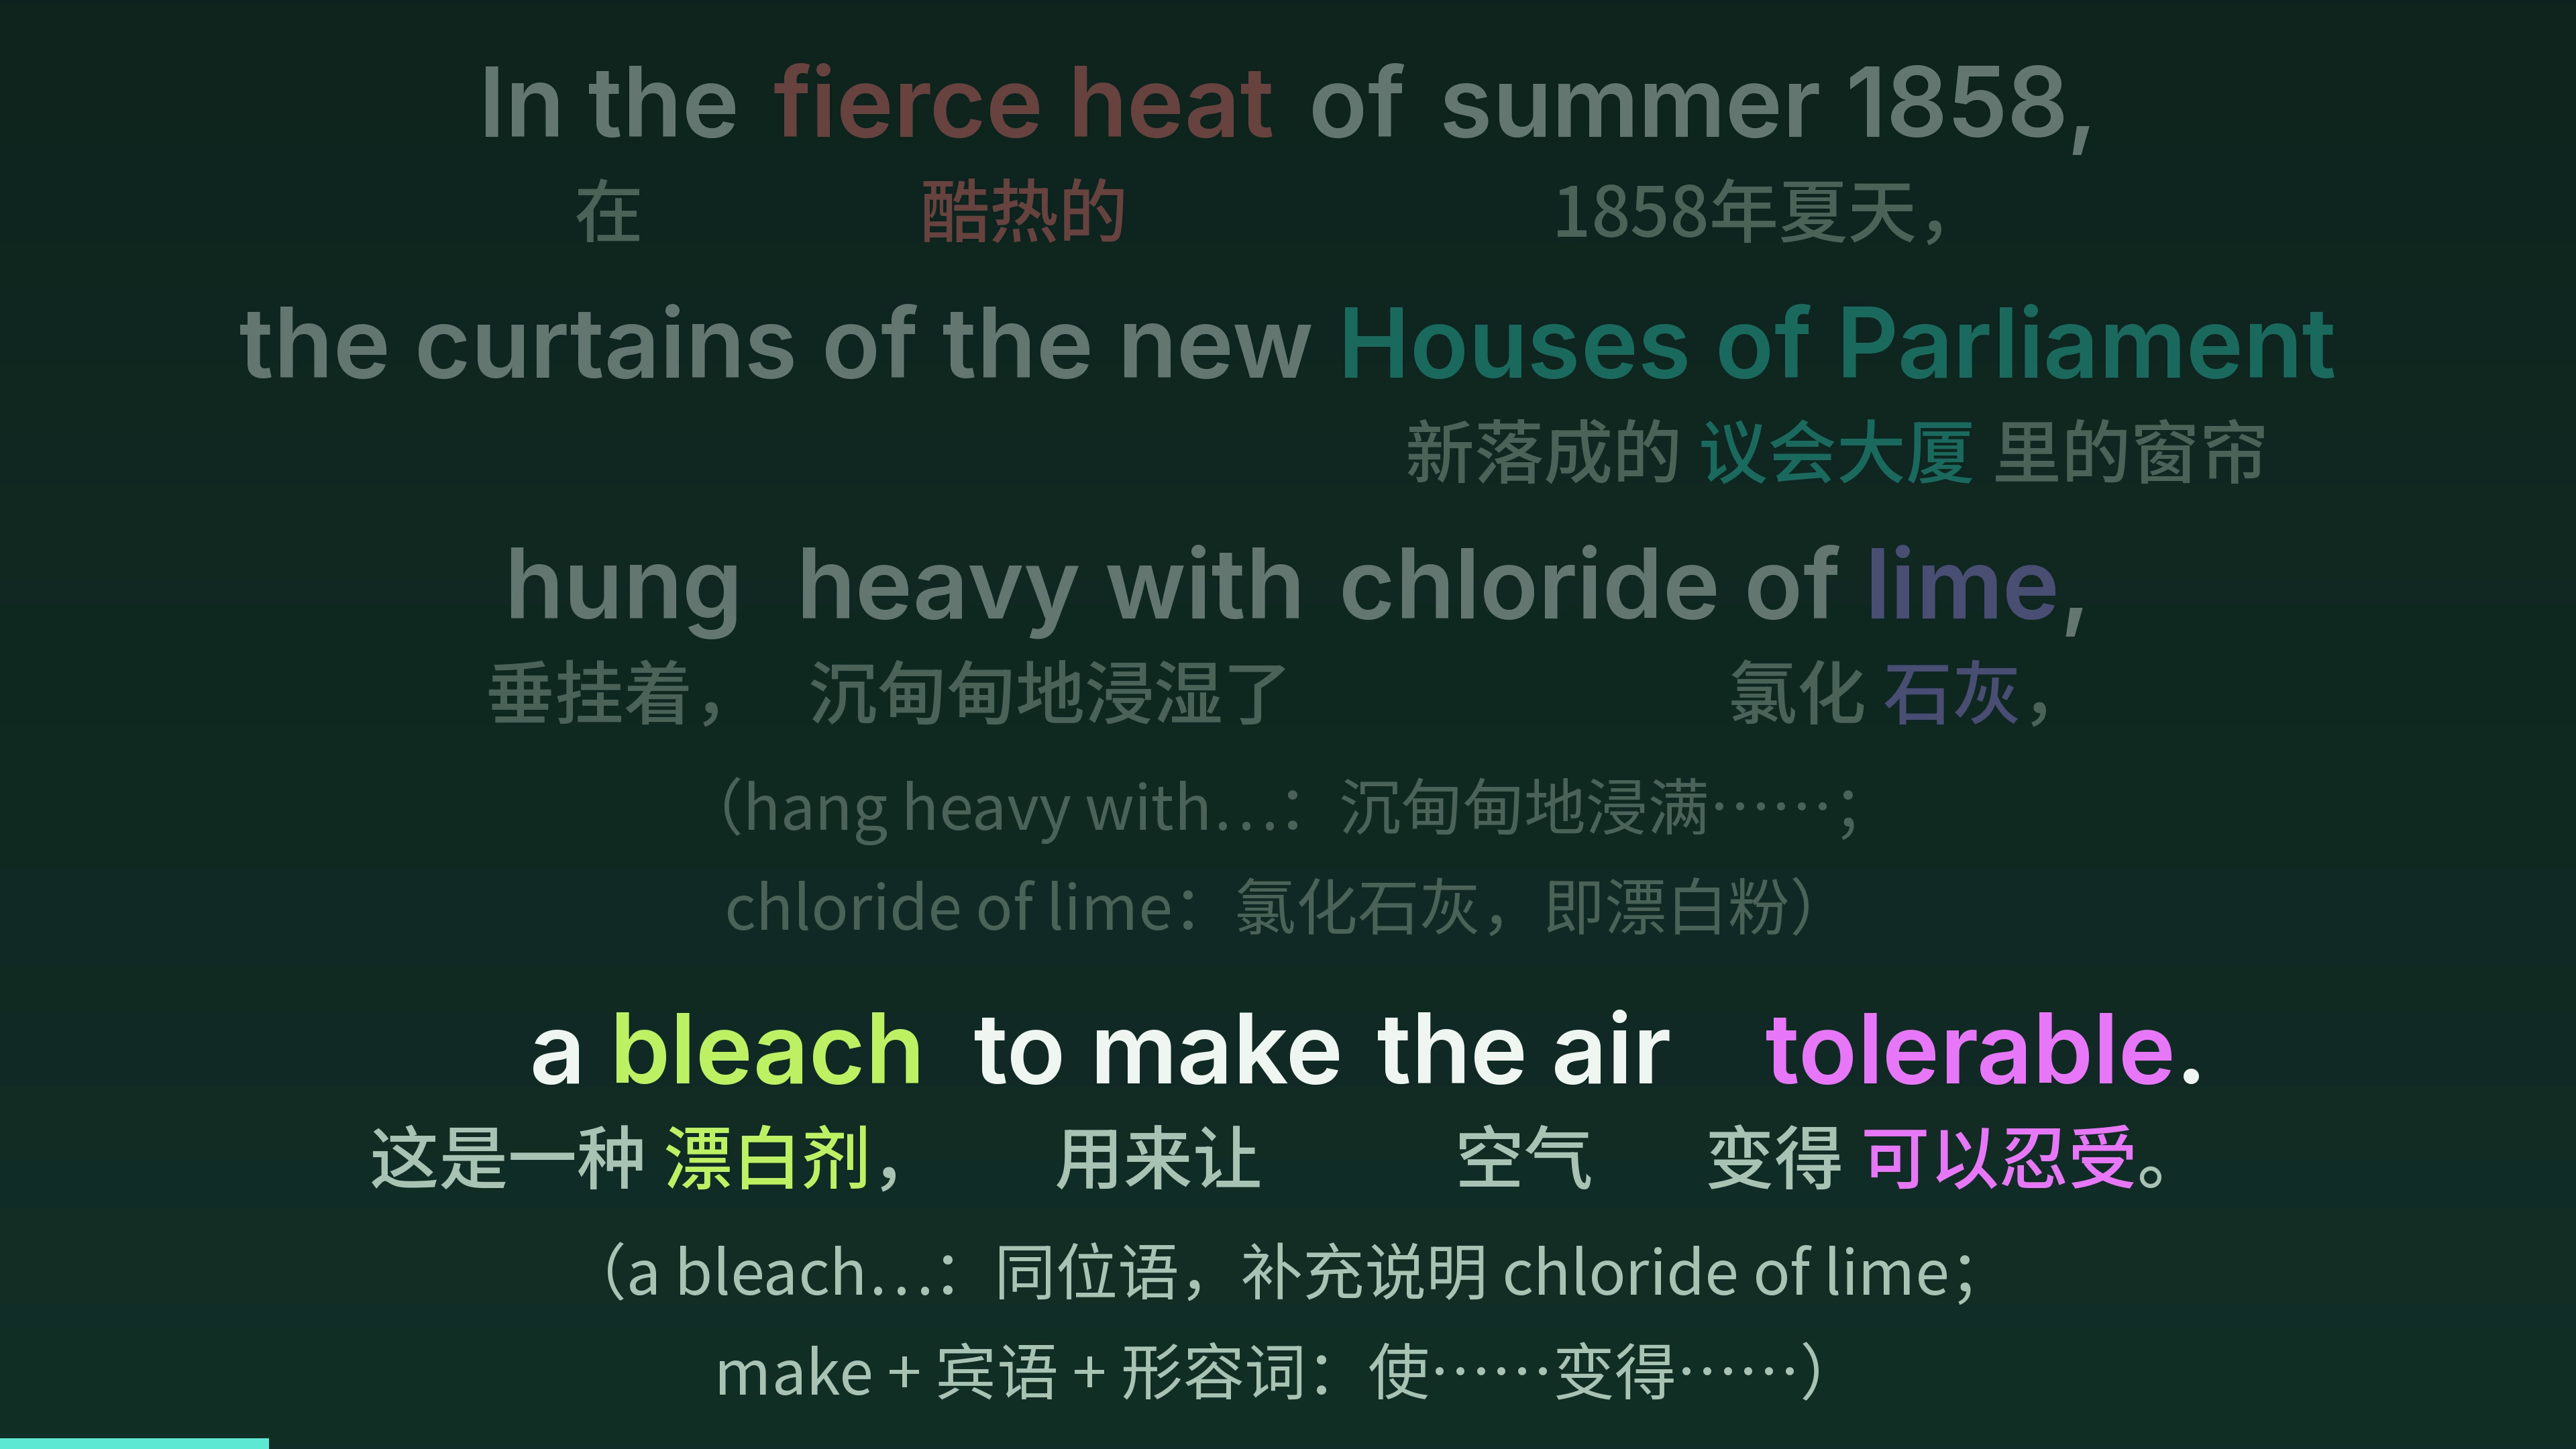 In the fierce heat of summer 1858,
在 酷热的 1858年夏天，
the curtains of the new Houses of Parliament
新落成的 议会大厦 里的窗帘
hung heavy with chloride of lime,
垂挂着， 沉甸甸地浸湿了 氯化 石灰，
（hang heavy with…：沉甸甸地浸满……；
chloride of lime：氯化石灰，即漂白粉）
a bleach to make the air tolerable.
这是一种 漂白剂， 用来让 空气 变得 可以忍受。
（a bleach…：同位语，补充说明 chloride of lime；
make + 宾语 + 形容词：使……变得……）